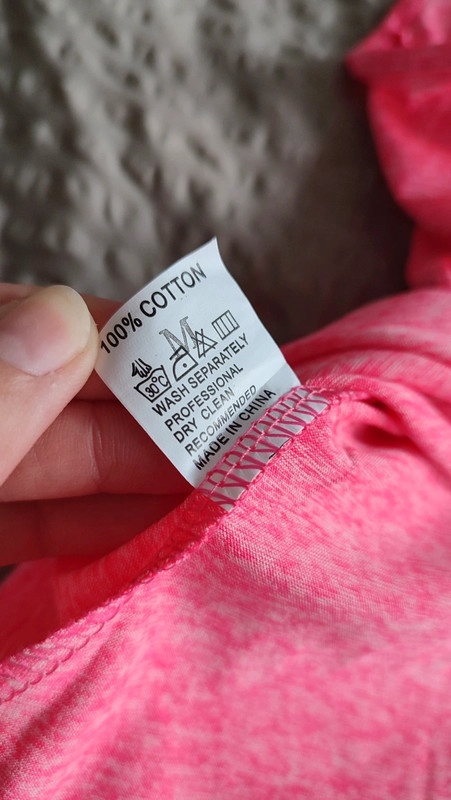 100% COTTON
30°C M
WASH SEPARATELY
PROFESSIONAL
DRY CLEAN
RECOMMENDED
MADE IN CHINA